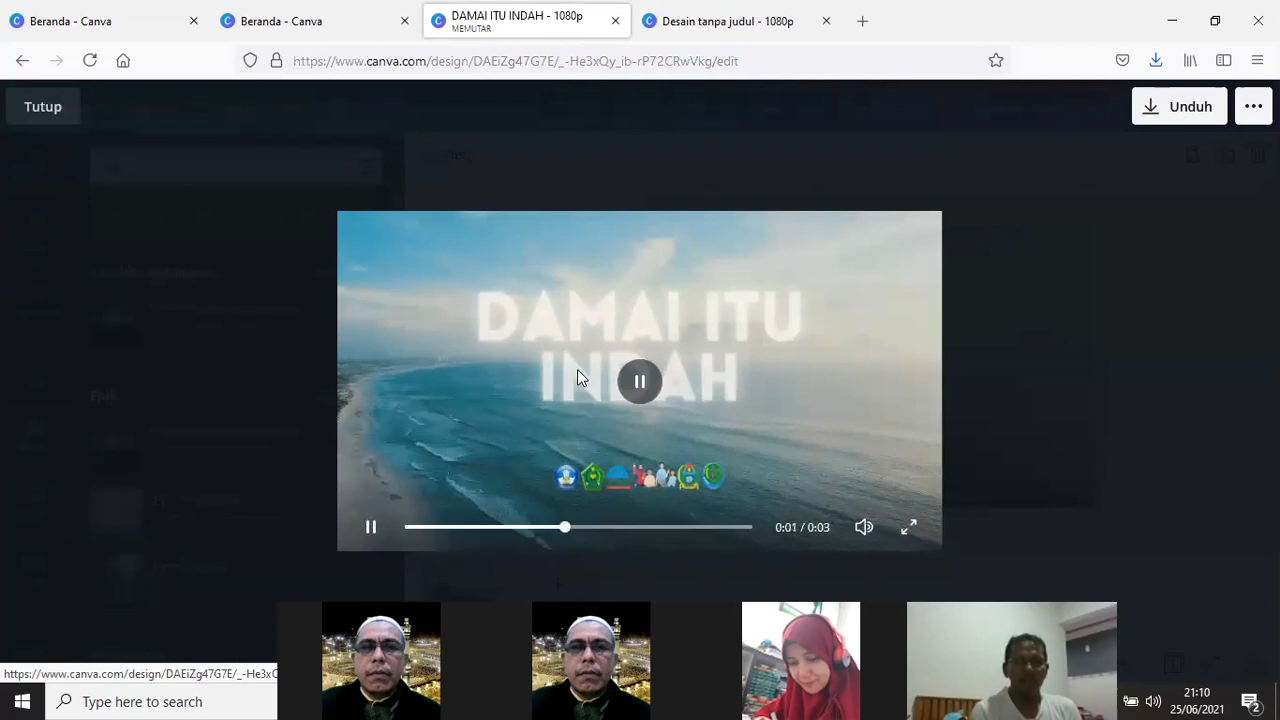 Beranda - Canva
Beranda - Canva
DAMAI ITU INDAH - 1080p
MEMUTAR
Desain tanpa judul - 1080p
https://www.canva.com/design/DAEiZg47G7E/_-He3xQy_ib-rP72CRwVkg/edit
Tutup
Unduh
DAMAI ITU
INDAH
0:01 / 0:03
https://www.canva.com/design/DAEiZg47G7E/_-He3xQ
Type here to search
21:10
25/06/2021
2